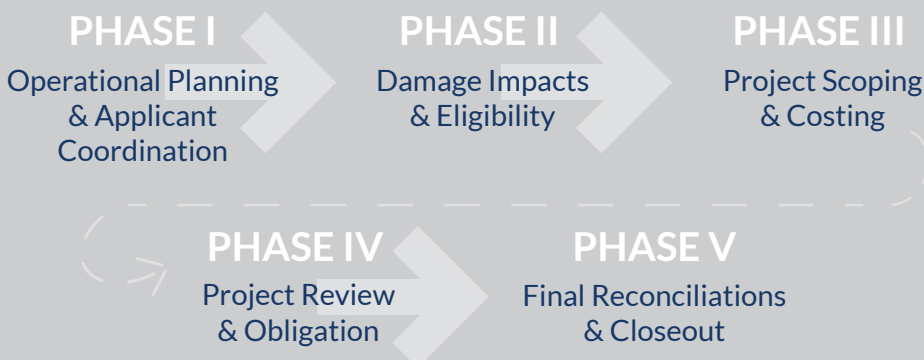 PHASE I
Operational Planning
& Applicant
Coordination
PHASE II
Damage Impacts
& Eligibility
PHASE III
Project Scoping
& Costing
PHASE IV
Project Review
& Obligation
PHASE V
Final Reconciliations
& Closeout